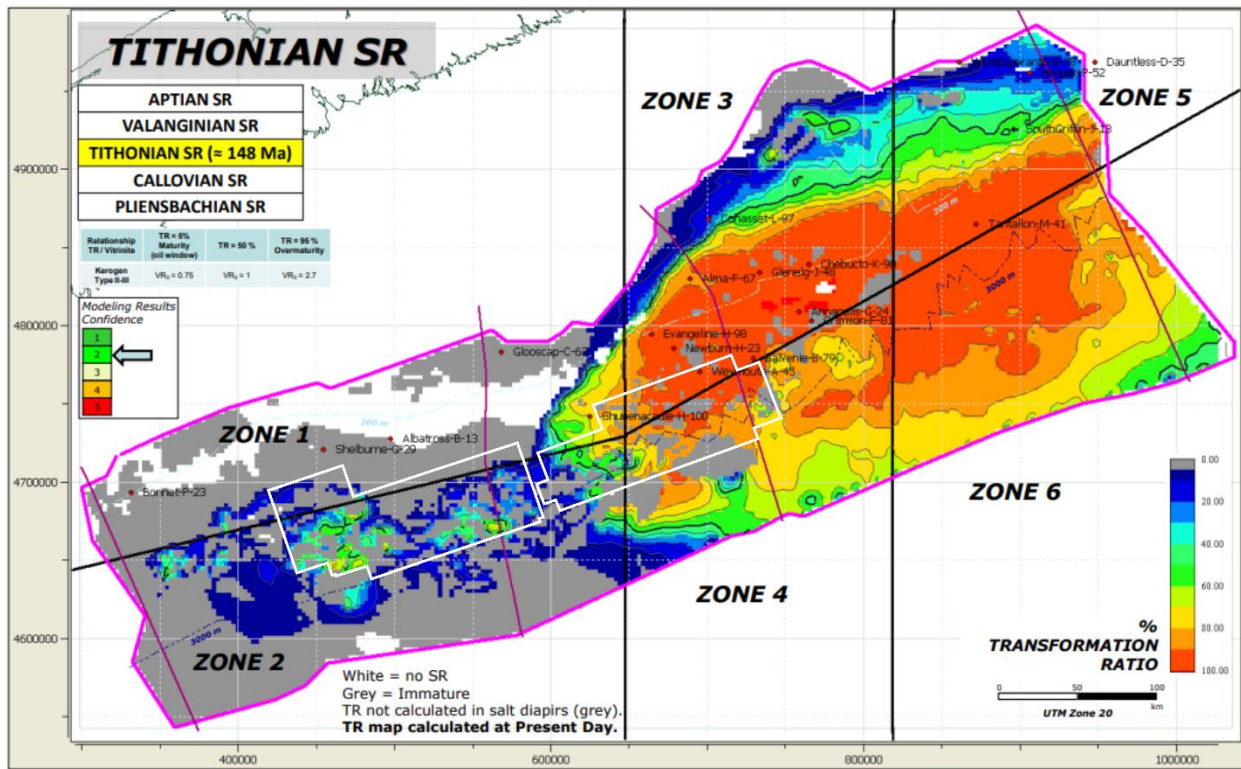 TITHONIAN SR
APTIAN SR
VALANGINIAN SR
TITHONIAN SR (≈ 148 Ma)
CALLOVIAN SR
PLIENSBACHIAN SR
Relationship TR / Vitrinite
TR = 5% Maturity (oil window)
TR = 50 %
TR = 95 % Overmaturity
Kerogen Type II-III
VR₀ = 0.75
VR₀ = 1
VR₀ = 2.7
Modeling Results
Confidence
1
2
3
4
5
ZONE 3
ZONE 5
Dauntless-D-35
P-52
SouthGriffin-J-13
4900000
Cohasset-L-97
200 m
Tantallon-M-41
Chebucto-K-90
Glenelg-J-48
Alma-F-67
3000 m
Annapolis-G-24
Crimson-F-81
4800000
Evangeline-H-98
Newburn-H-23
Balvenie-B-79
Weymouth-A-45
Glooscap-C-63
Shubenacadie-H-100
200 m
ZONE 1
Albatross-B-13
Shelburne-G-29
4700000
Bonnet-P-23
ZONE 6
0.00
20.00
40.00
60.00
80.00
100.00
ZONE 4
4600000
3000 m
ZONE 2
%
TRANSFORMATION
RATIO
White = no SR
Grey = Immature
TR not calculated in salt diapirs (grey).
TR map calculated at Present Day.
0 50 100
km
UTM Zone 20
400000 600000 800000 1000000